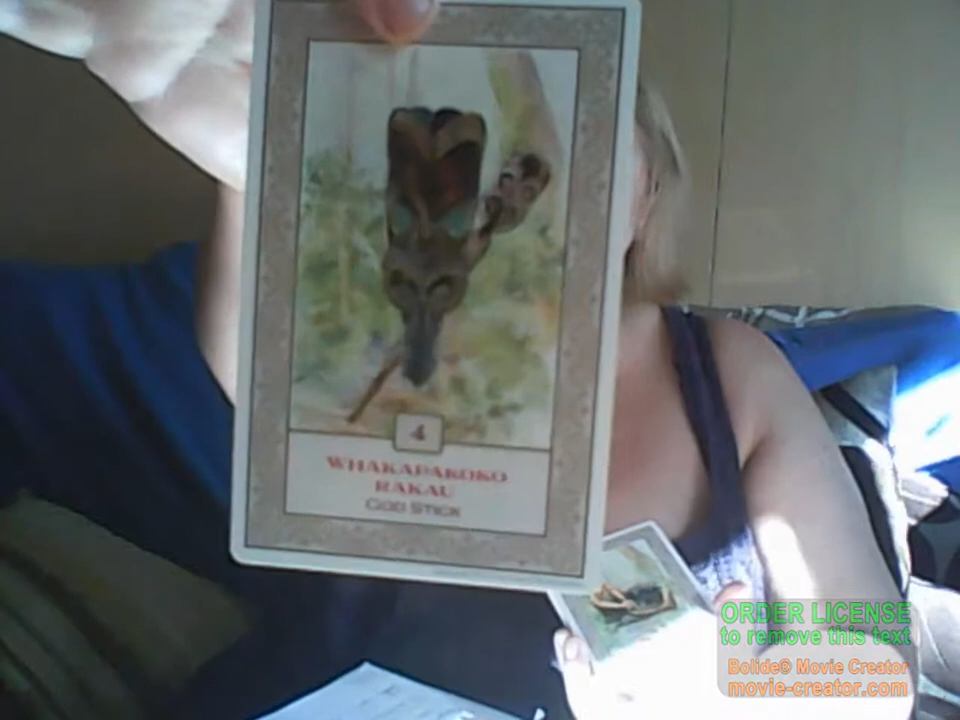 4
WHAKAPAKOKO
RAKAU
GOD STICK
ORDER LICENSE
to remove this text
Bolide® Movie Creator
movie-creator.com